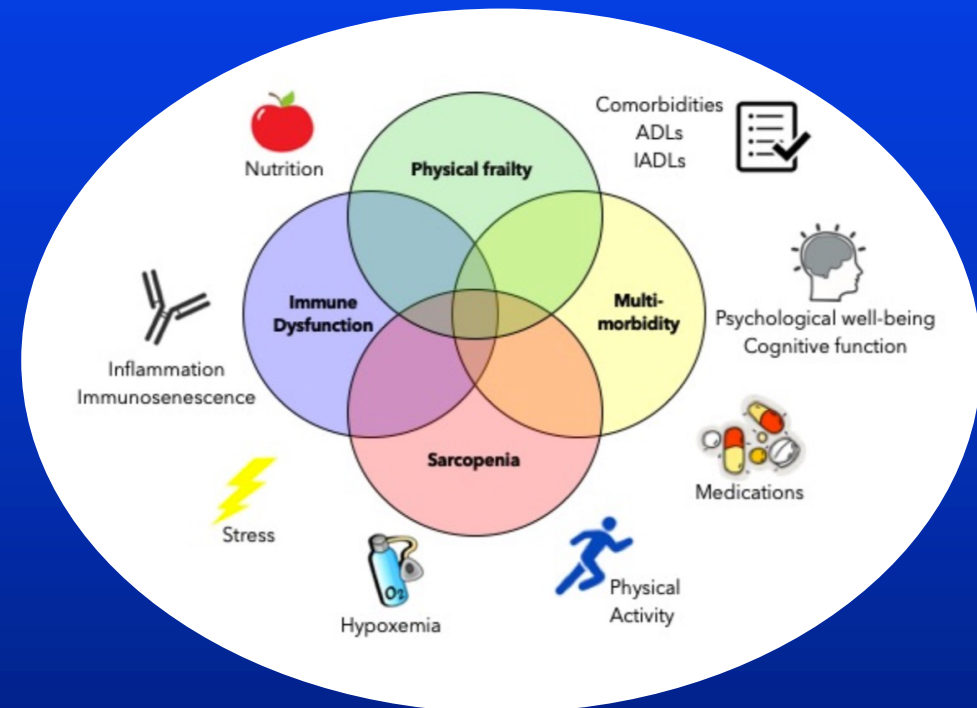 Nutrition
Physical frailty
Comorbidities
ADLs
IADLs
Immune
Dysfunction
Multi-
morbidity
Psychological well-being
Cognitive function
Inflammation
Immunosenescence
Sarcopenia
Medications
Stress
O2
Hypoxemia
Physical
Activity